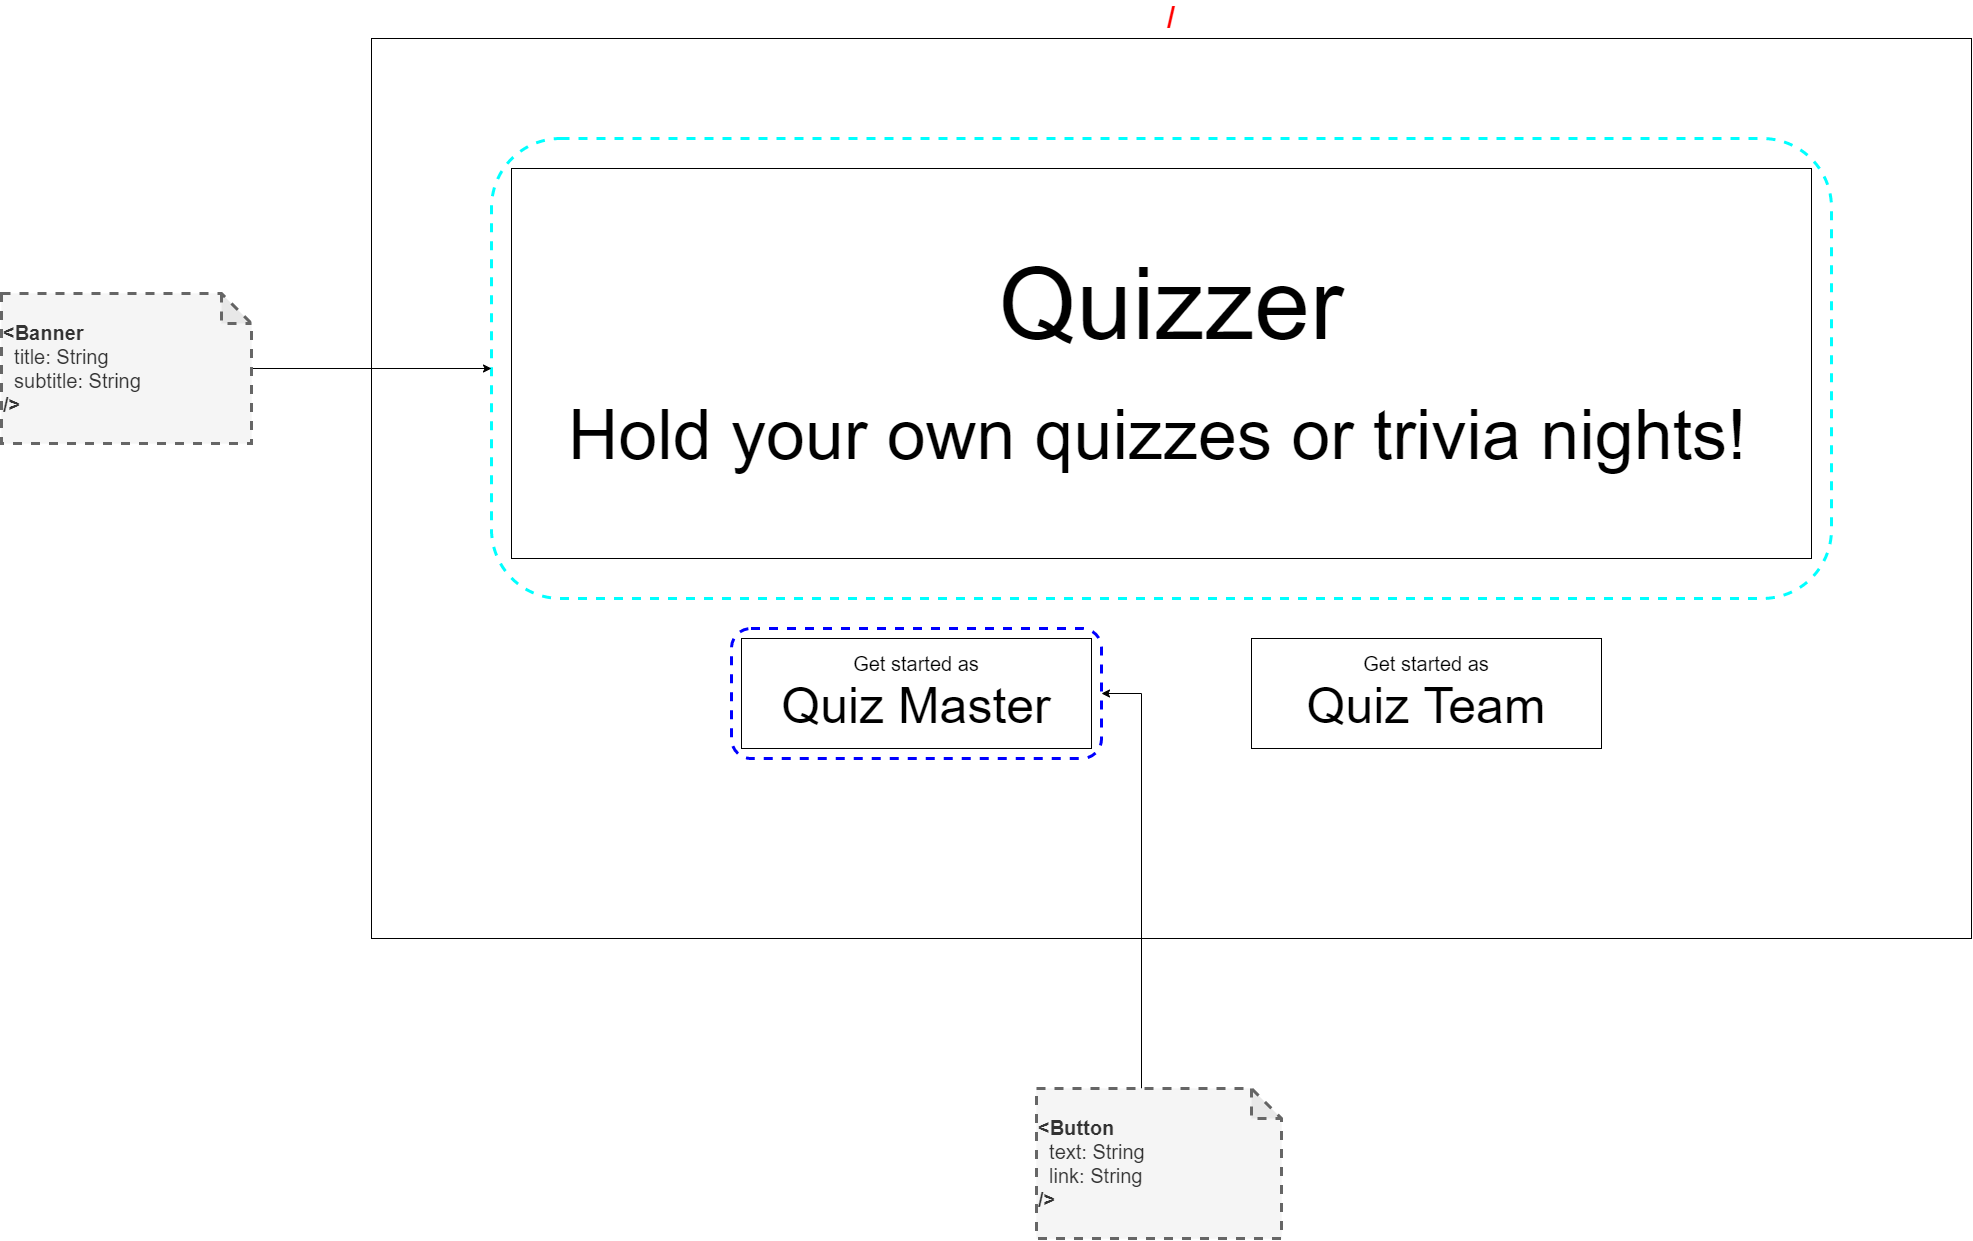 /
Quizzer
Hold your own quizzes or trivia nights!
<Banner
title: String
subtitle: String
/>
Get started as
Quiz Master
Get started as
Quiz Team
<Button
text: String
link: String
/>